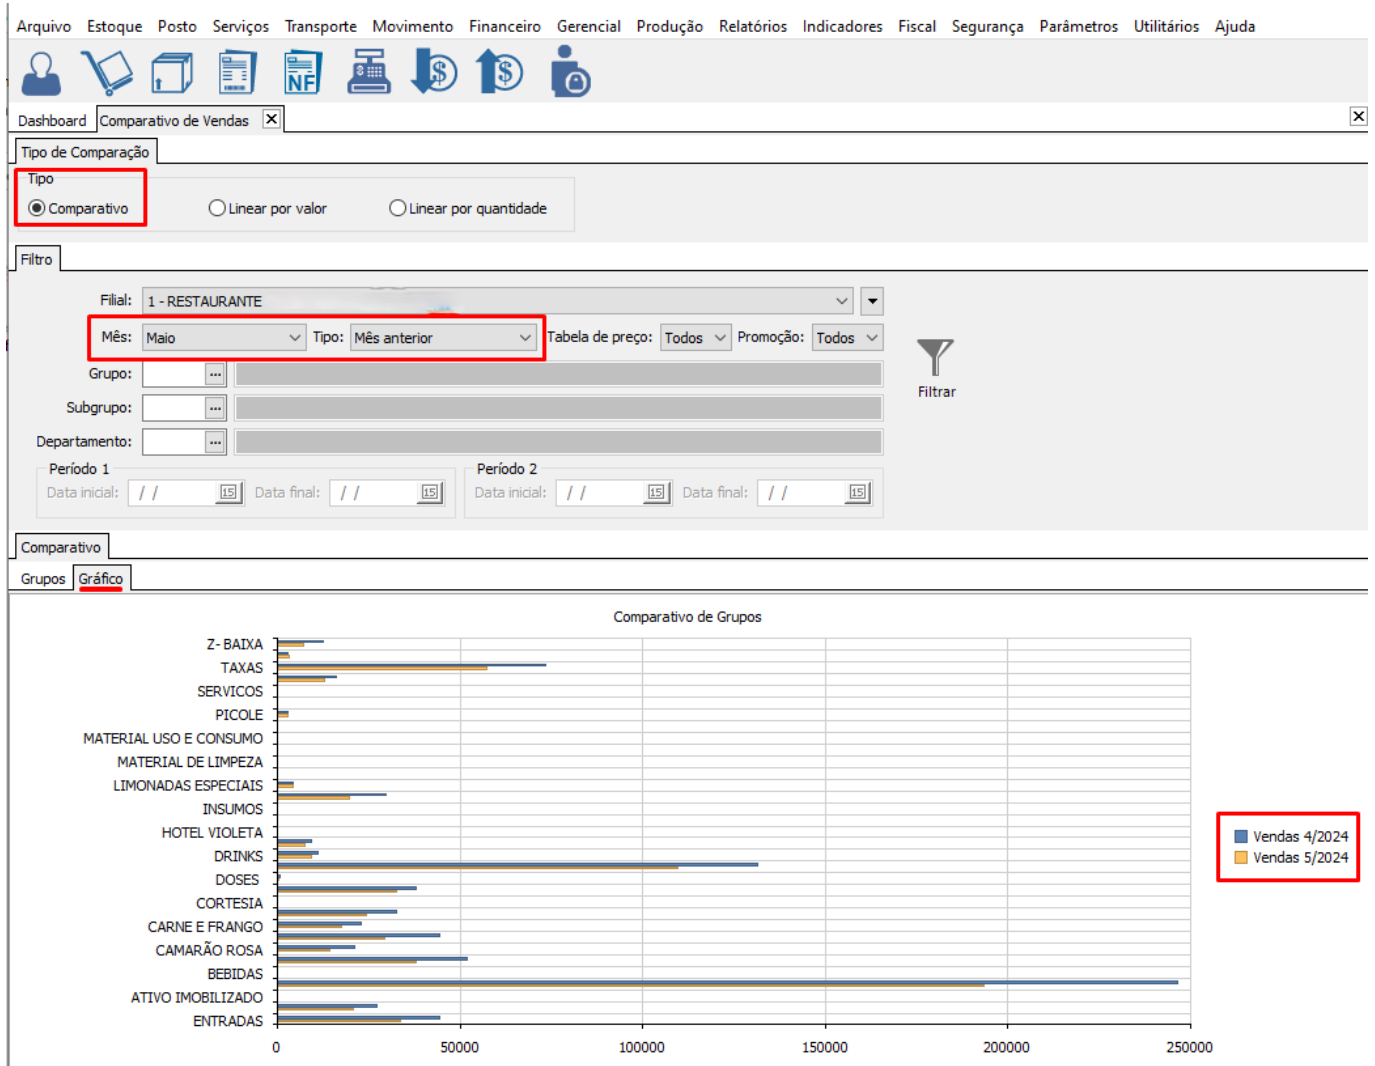 Arquivo Estoque Posto Serviços Transporte Movimento Financeiro Gerencial Produção Relatórios Indicadores Fiscal Segurança Parâmetros Utilitários Ajuda
NF
Dashboard Comparativo de Vendas
Tipo de Comparação
Tipo
Comparativo Linear por valor Linear por quantidade
Filtro
Filial: 1 - RESTAURANTE
Mês: Maio Tipo: Mês anterior Tabela de preço: Todos Promoção: Todos
Grupo: ...
Filtrar
Subgrupo: ...
Departamento: ...
Período 1 Período 2
Data inicial: / / 15 Data final: / / 15 Data inicial: / / 15 Data final: / / 15
Comparativo
Grupos Gráfico
Comparativo de Grupos
Z- BAIXA
TAXAS
SERVICOS
PICOLE
MATERIAL USO E CONSUMO
MATERIAL DE LIMPEZA
LIMONADAS ESPECIAIS
INSUMOS
HOTEL VIOLETA
DRINKS
DOSES
CORTESIA
CARNE E FRANGO
CAMARÃO ROSA
BEBIDAS
ATIVO IMOBILIZADO
ENTRADAS
0 50000 100000 150000 200000 250000
Vendas 4/2024
Vendas 5/2024